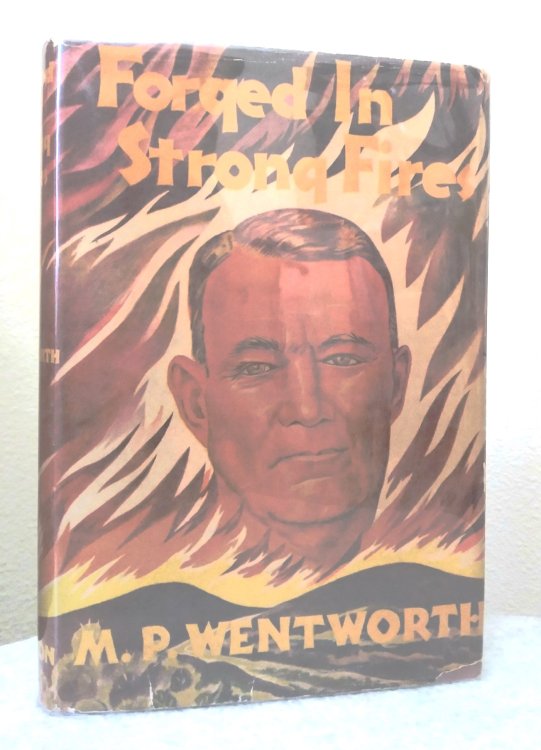 Forged In
Strong Fires
M. P. WENTWORTH